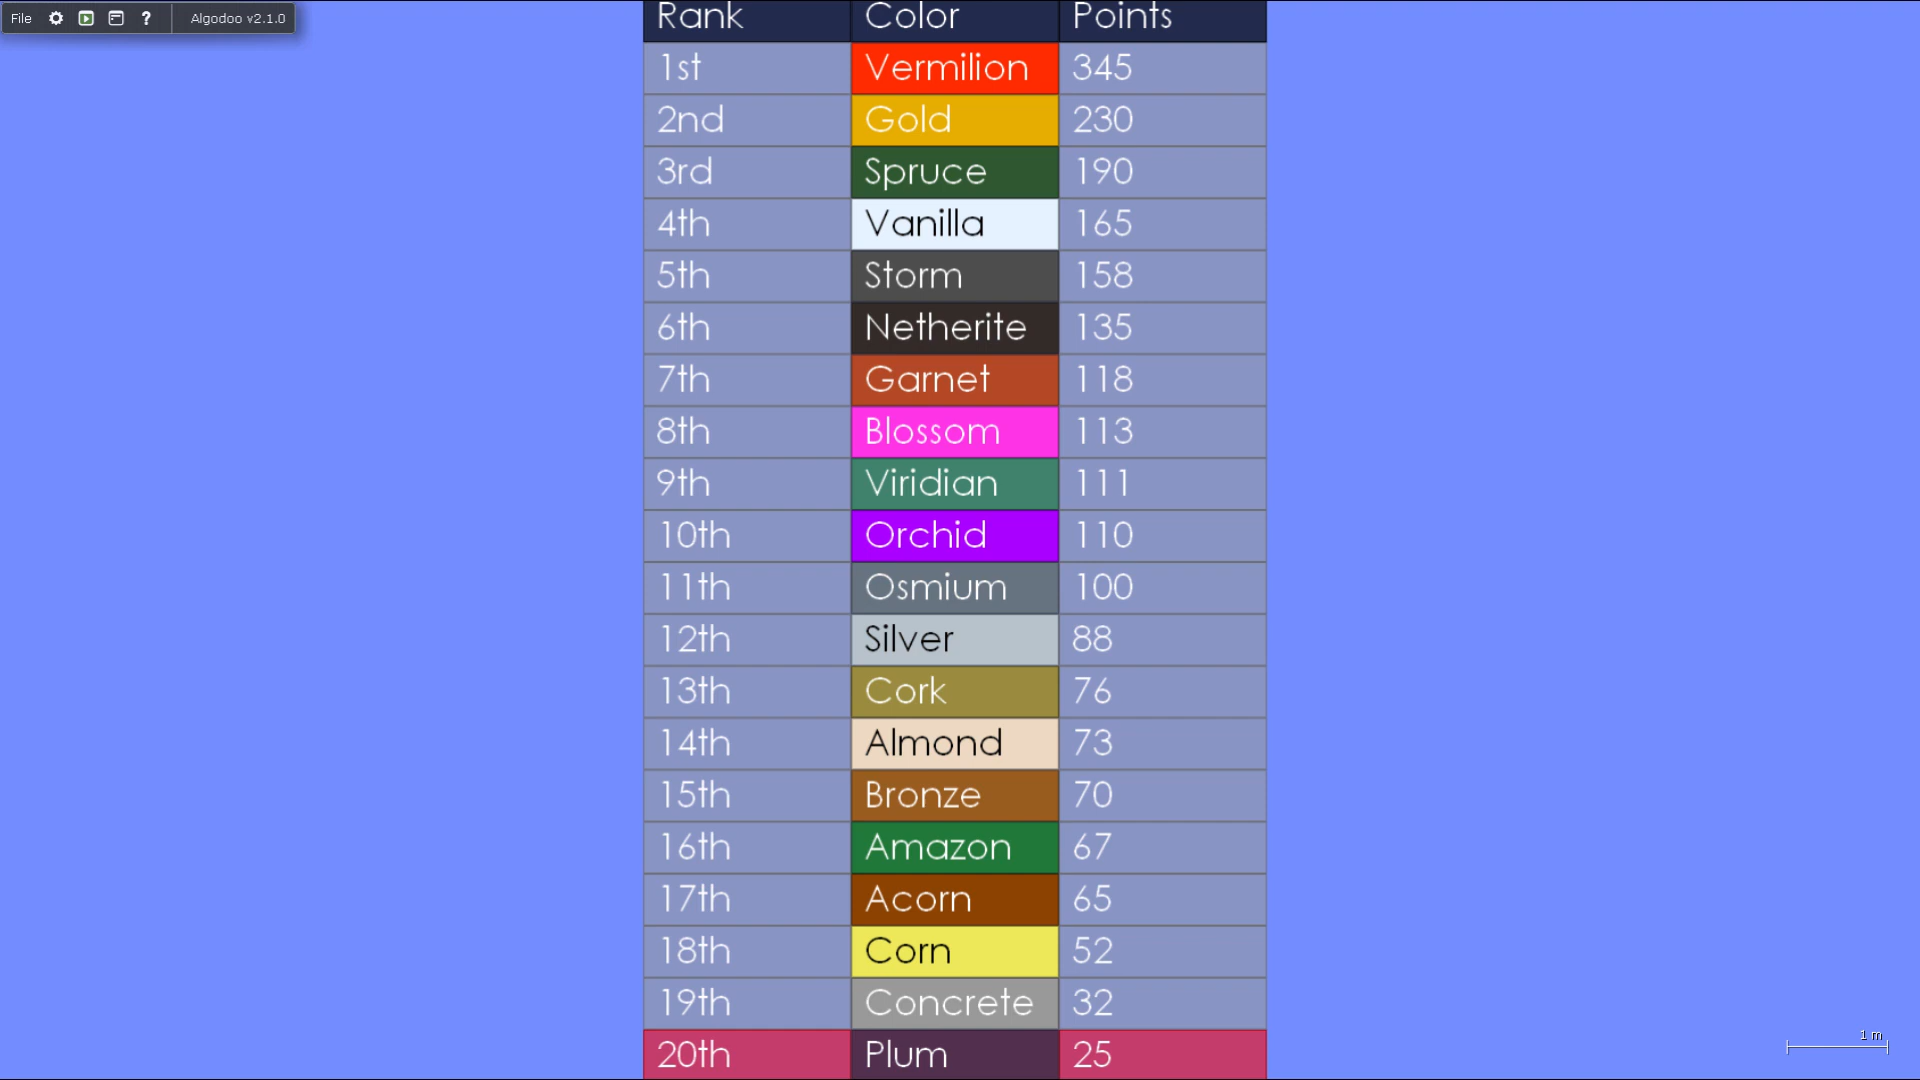 File ? Algodoo v2.1.0
Rank Color Points
1st Vermilion 345
2nd Gold 230
3rd Spruce 190
4th Vanilla 165
5th Storm 158
6th Netherite 135
7th Garnet 118
8th Blossom 113
9th Viridian 111
10th Orchid 110
11th Osmium 100
12th Silver 88
13th Cork 76
14th Almond 73
15th Bronze 70
16th Amazon 67
17th Acorn 65
18th Corn 52
19th Concrete 32
20th Plum 25
1 m